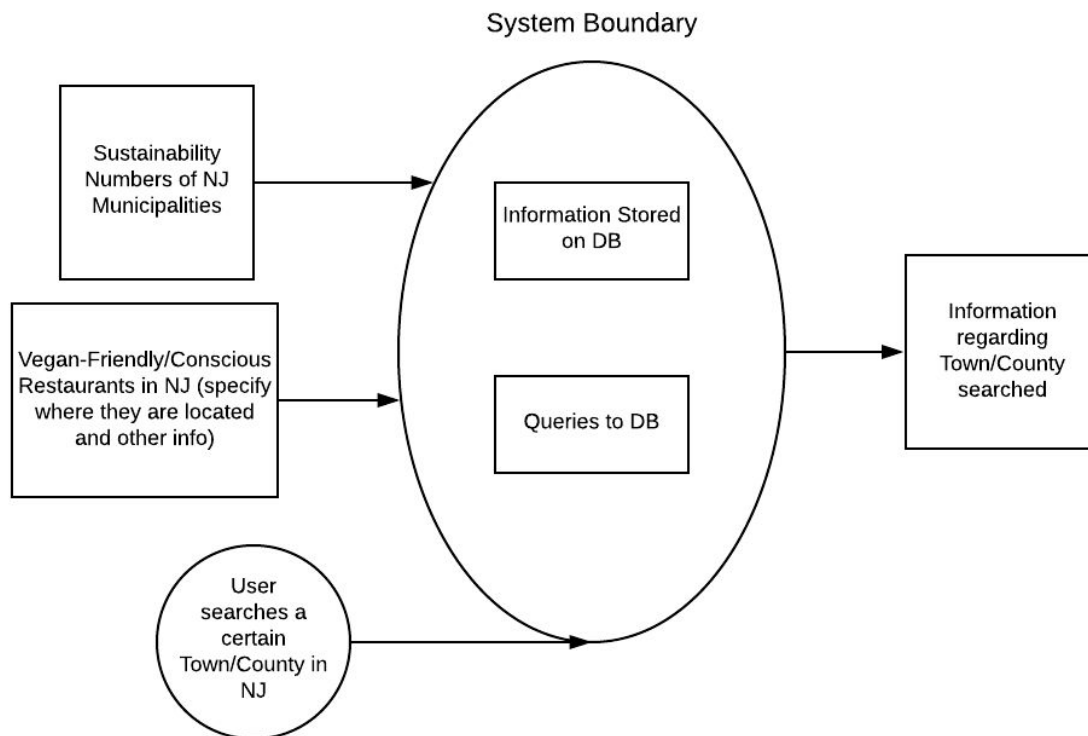 System Boundary
Sustainability
Numbers of NJ
Municipalities
Information Stored
on DB
Vegan-Friendly/Conscious
Restaurants in NJ (specify
where they are located
and other info)
Queries to DB
Information
regarding
Town/County
searched
User
searches a
certain
Town/County in
NJ